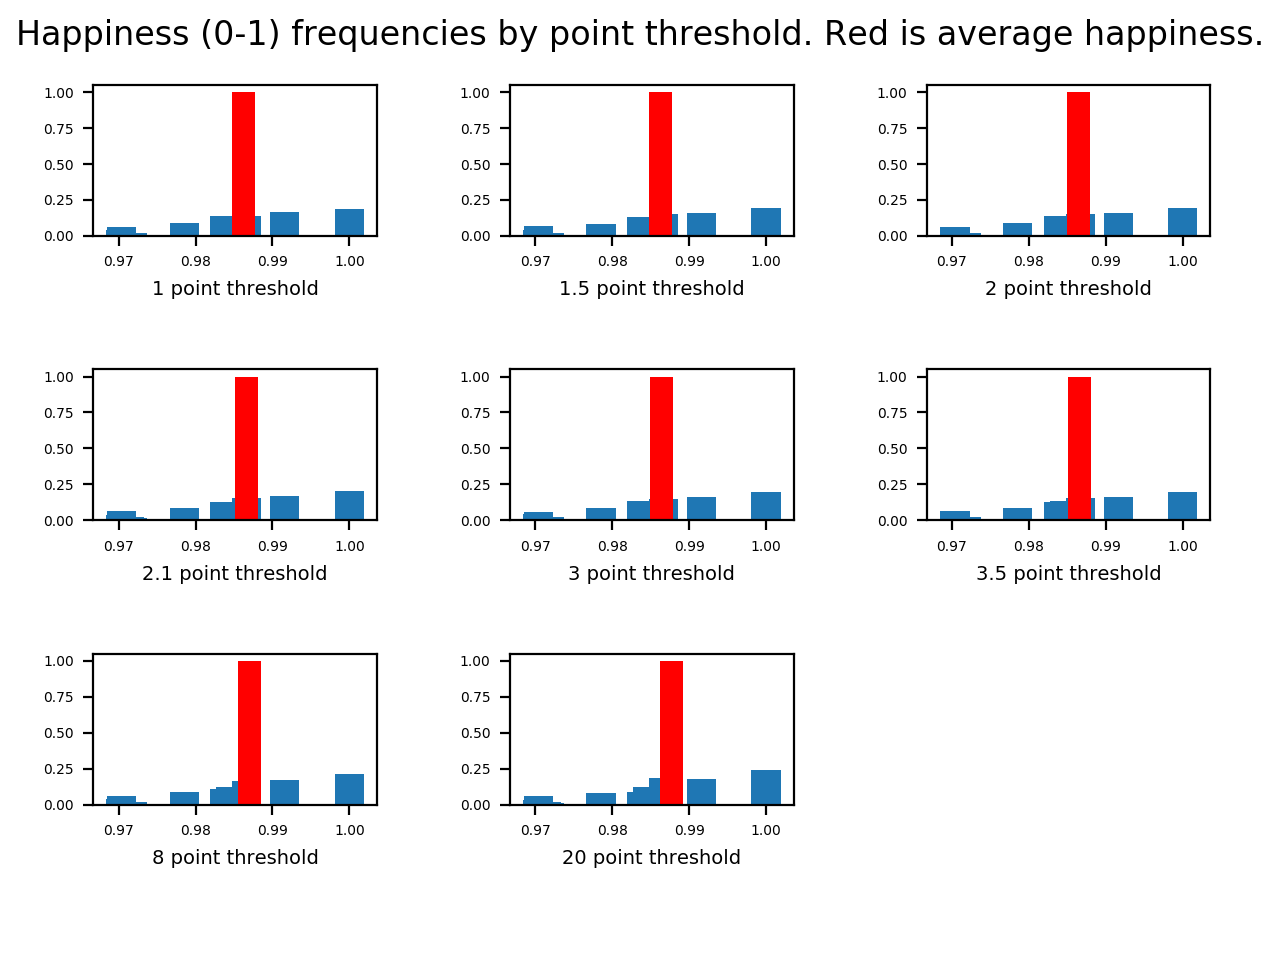 Happiness (0-1) frequencies by point threshold. Red is average happiness.
1.00 1.00 1.00
0.75 0.75 0.75
0.50 0.50 0.50
0.25 0.25 0.25
0.00 0.00 0.00
0.97 0.98 0.99 1.00 0.97 0.98 0.99 1.00 0.97 0.98 0.99 1.00
1 point threshold 1.5 point threshold 2 point threshold
1.00 1.00 1.00
0.75 0.75 0.75
0.50 0.50 0.50
0.25 0.25 0.25
0.00 0.00 0.00
0.97 0.98 0.99 1.00 0.97 0.98 0.99 1.00 0.97 0.98 0.99 1.00
2.1 point threshold 3 point threshold 3.5 point threshold
1.00 1.00
0.75 0.75
0.50 0.50
0.25 0.25
0.00 0.00
0.97 0.98 0.99 1.00 0.97 0.98 0.99 1.00
8 point threshold 20 point threshold